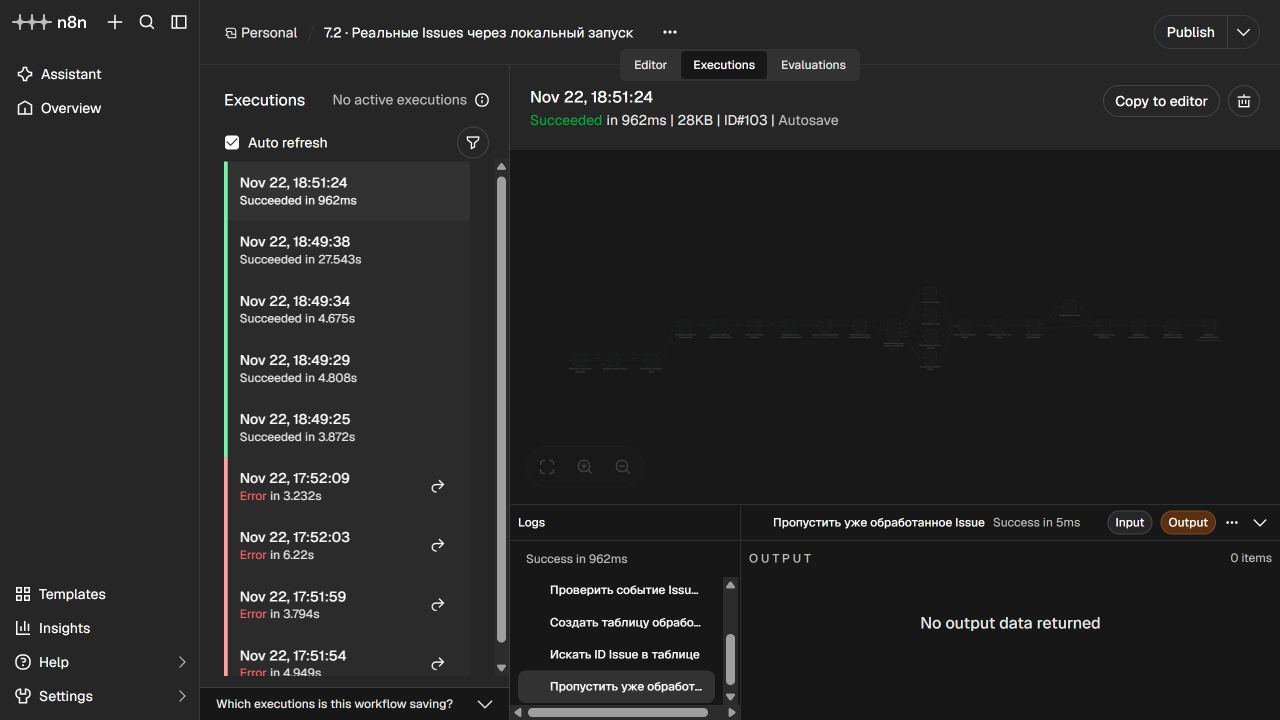 n8n
Assistant
Overview
Templates
Insights
Help
Settings
Personal / 7.2 · Реальные Issues через локальный запуск
Publish
Editor
Executions
Evaluations
Executions
No active executions
Auto refresh
Nov 22, 18:51:24
Succeeded in 962ms
Nov 22, 18:49:38
Succeeded in 27.543s
Nov 22, 18:49:34
Succeeded in 4.675s
Nov 22, 18:49:29
Succeeded in 4.808s
Nov 22, 18:49:25
Succeeded in 3.872s
Nov 22, 17:52:09
Error in 3.232s
Nov 22, 17:52:03
Error in 6.22s
Nov 22, 17:51:59
Error in 3.794s
Nov 22, 17:51:54
Error in 4.949s
Which executions is this workflow saving?
Nov 22, 18:51:24
Succeeded in 962ms | 28KB | ID#103 | Autosave
Copy to editor
Logs
Success in 962ms
Проверить событие Issu...
Создать таблицу обрабо...
Искать ID Issue в таблице
Пропустить уже обработ...
Пропустить уже обработанное Issue Success in 5ms
Input
Output
OUTPUT
0 items
No output data returned